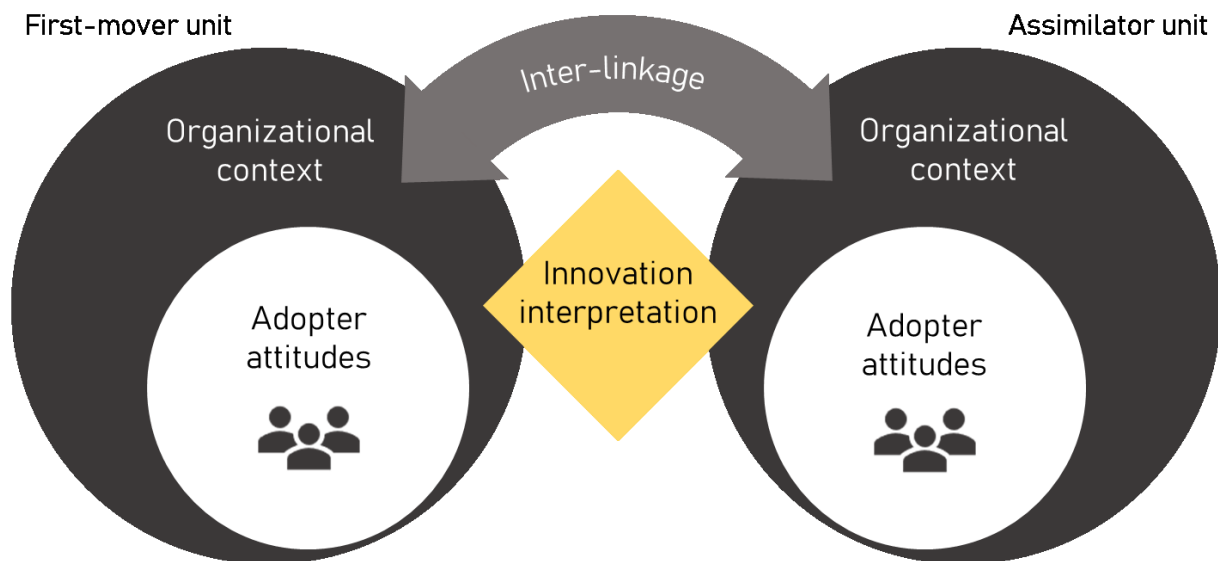 First-mover unit
Assimilator unit
Inter-linkage
Organizational
context
Organizational
context
Innovation
interpretation
Adopter
attitudes
Adopter
attitudes